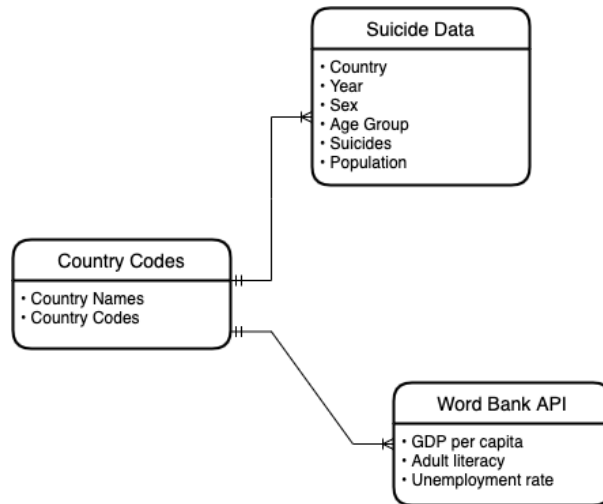 Suicide Data
• Country
• Year
• Sex
• Age Group
• Suicides
• Population
Country Codes
• Country Names
• Country Codes
Word Bank API
• GDP per capita
• Adult literacy
• Unemployment rate